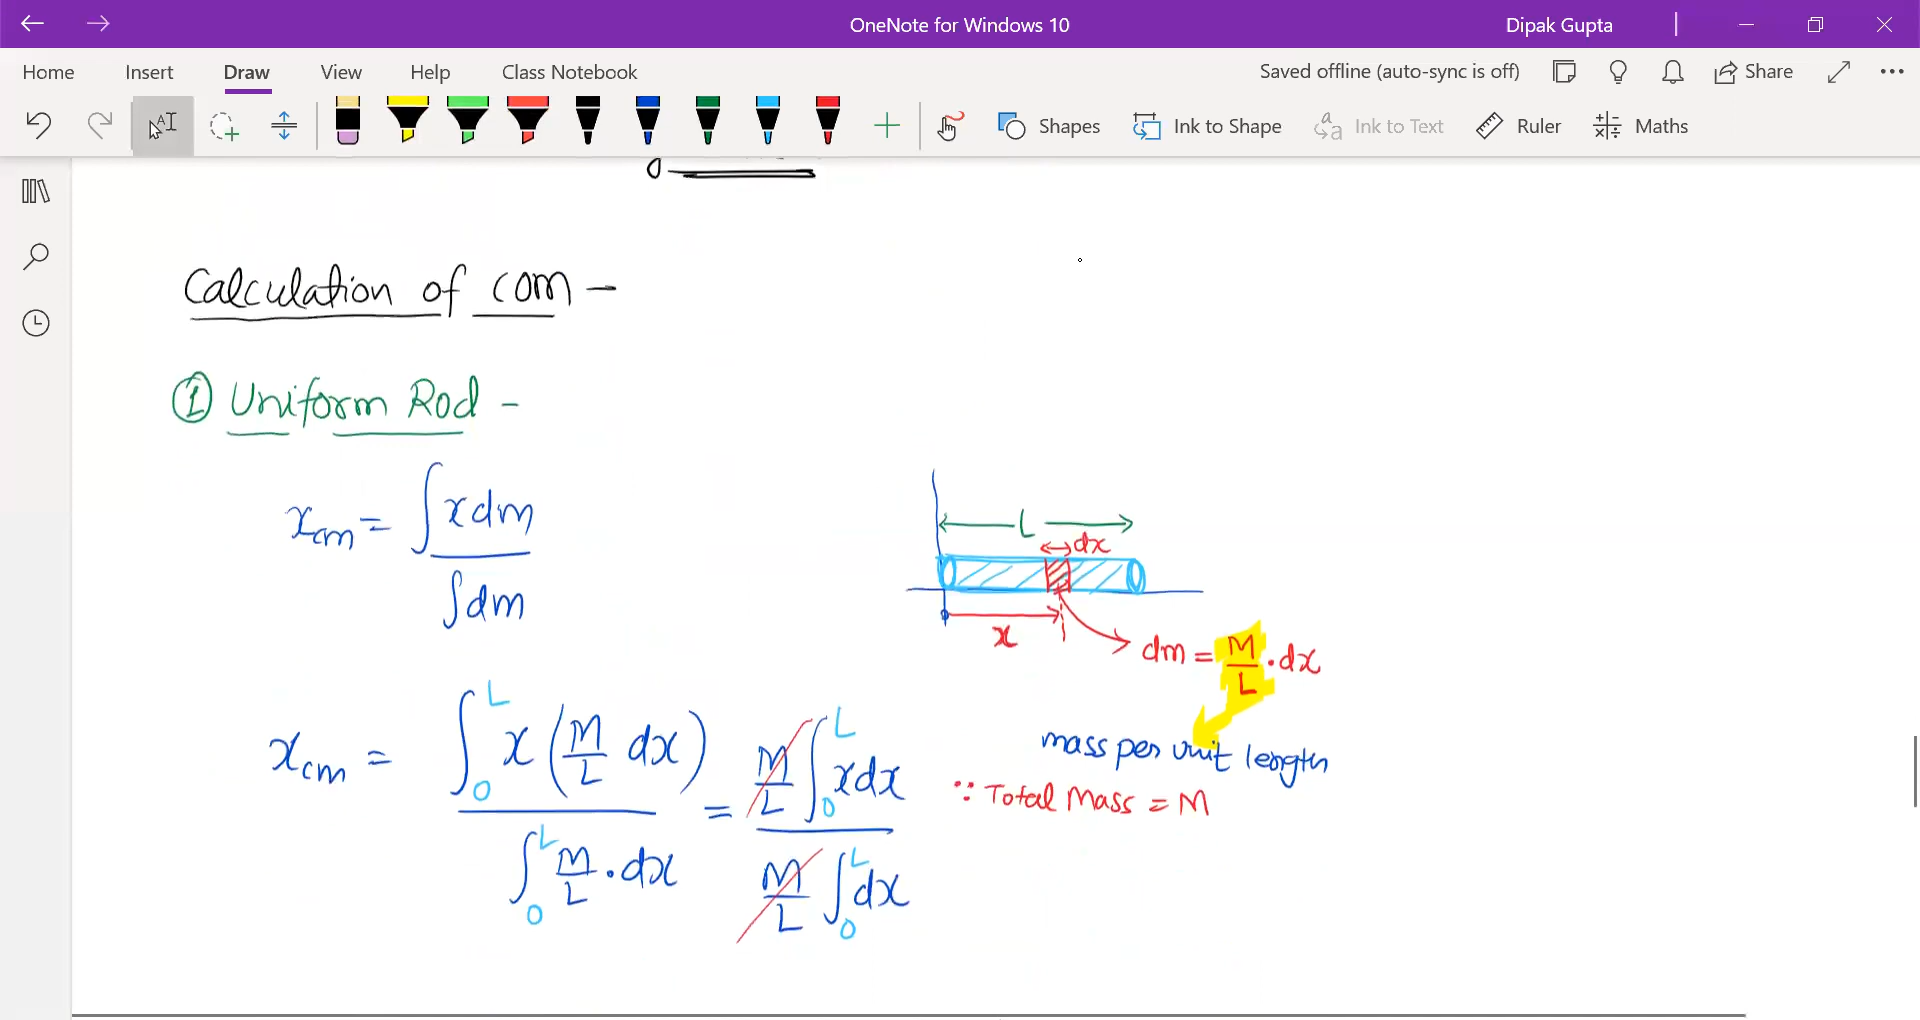 OneNote for Windows 10
Dipak Gupta
Home Insert Draw View Help Class Notebook
Saved offline (auto-sync is off) Share
Shapes Ink to Shape Ink to Text Ruler Maths
Calculation of COM –
① Uniform Rod -
x_cm = ∫x dm / ∫dm
L
dx
x
dm = M/L · dx
mass per unit length
∵ Total Mass = M
x_cm = ∫₀ᴸ x (M/L dx) / ∫₀ᴸ M/L · dx = M/L ∫₀ᴸ x dx / M/L ∫₀ᴸ dx